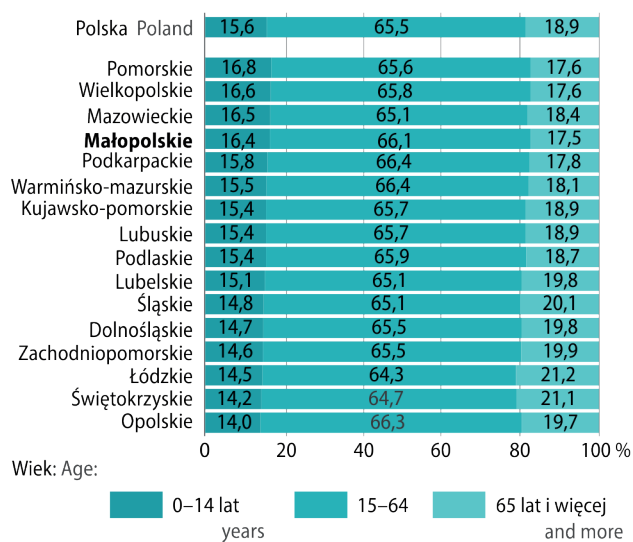 Polska Poland 15,6 65,5 18,9
Pomorskie 16,8 65,6 17,6
Wielkopolskie 16,6 65,8 17,6
Mazowieckie 16,5 65,1 18,4
Małopolskie 16,4 66,1 17,5
Podkarpackie 15,8 66,4 17,8
Warmińsko-mazurskie 15,5 66,4 18,1
Kujawsko-pomorskie 15,4 65,7 18,9
Lubuskie 15,4 65,7 18,9
Podlaskie 15,4 65,9 18,7
Lubelskie 15,1 65,1 19,8
Śląskie 14,8 65,1 20,1
Dolnośląskie 14,7 65,5 19,8
Zachodniopomorskie 14,6 65,5 19,9
Łódzkie 14,5 64,3 21,2
Świętokrzyskie 14,2 64,7 21,1
Opolskie 14,0 66,3 19,7
0 20 40 60 80 100 %
Wiek: Age:
0–14 lat 15–64 65 lat i więcej
years and more